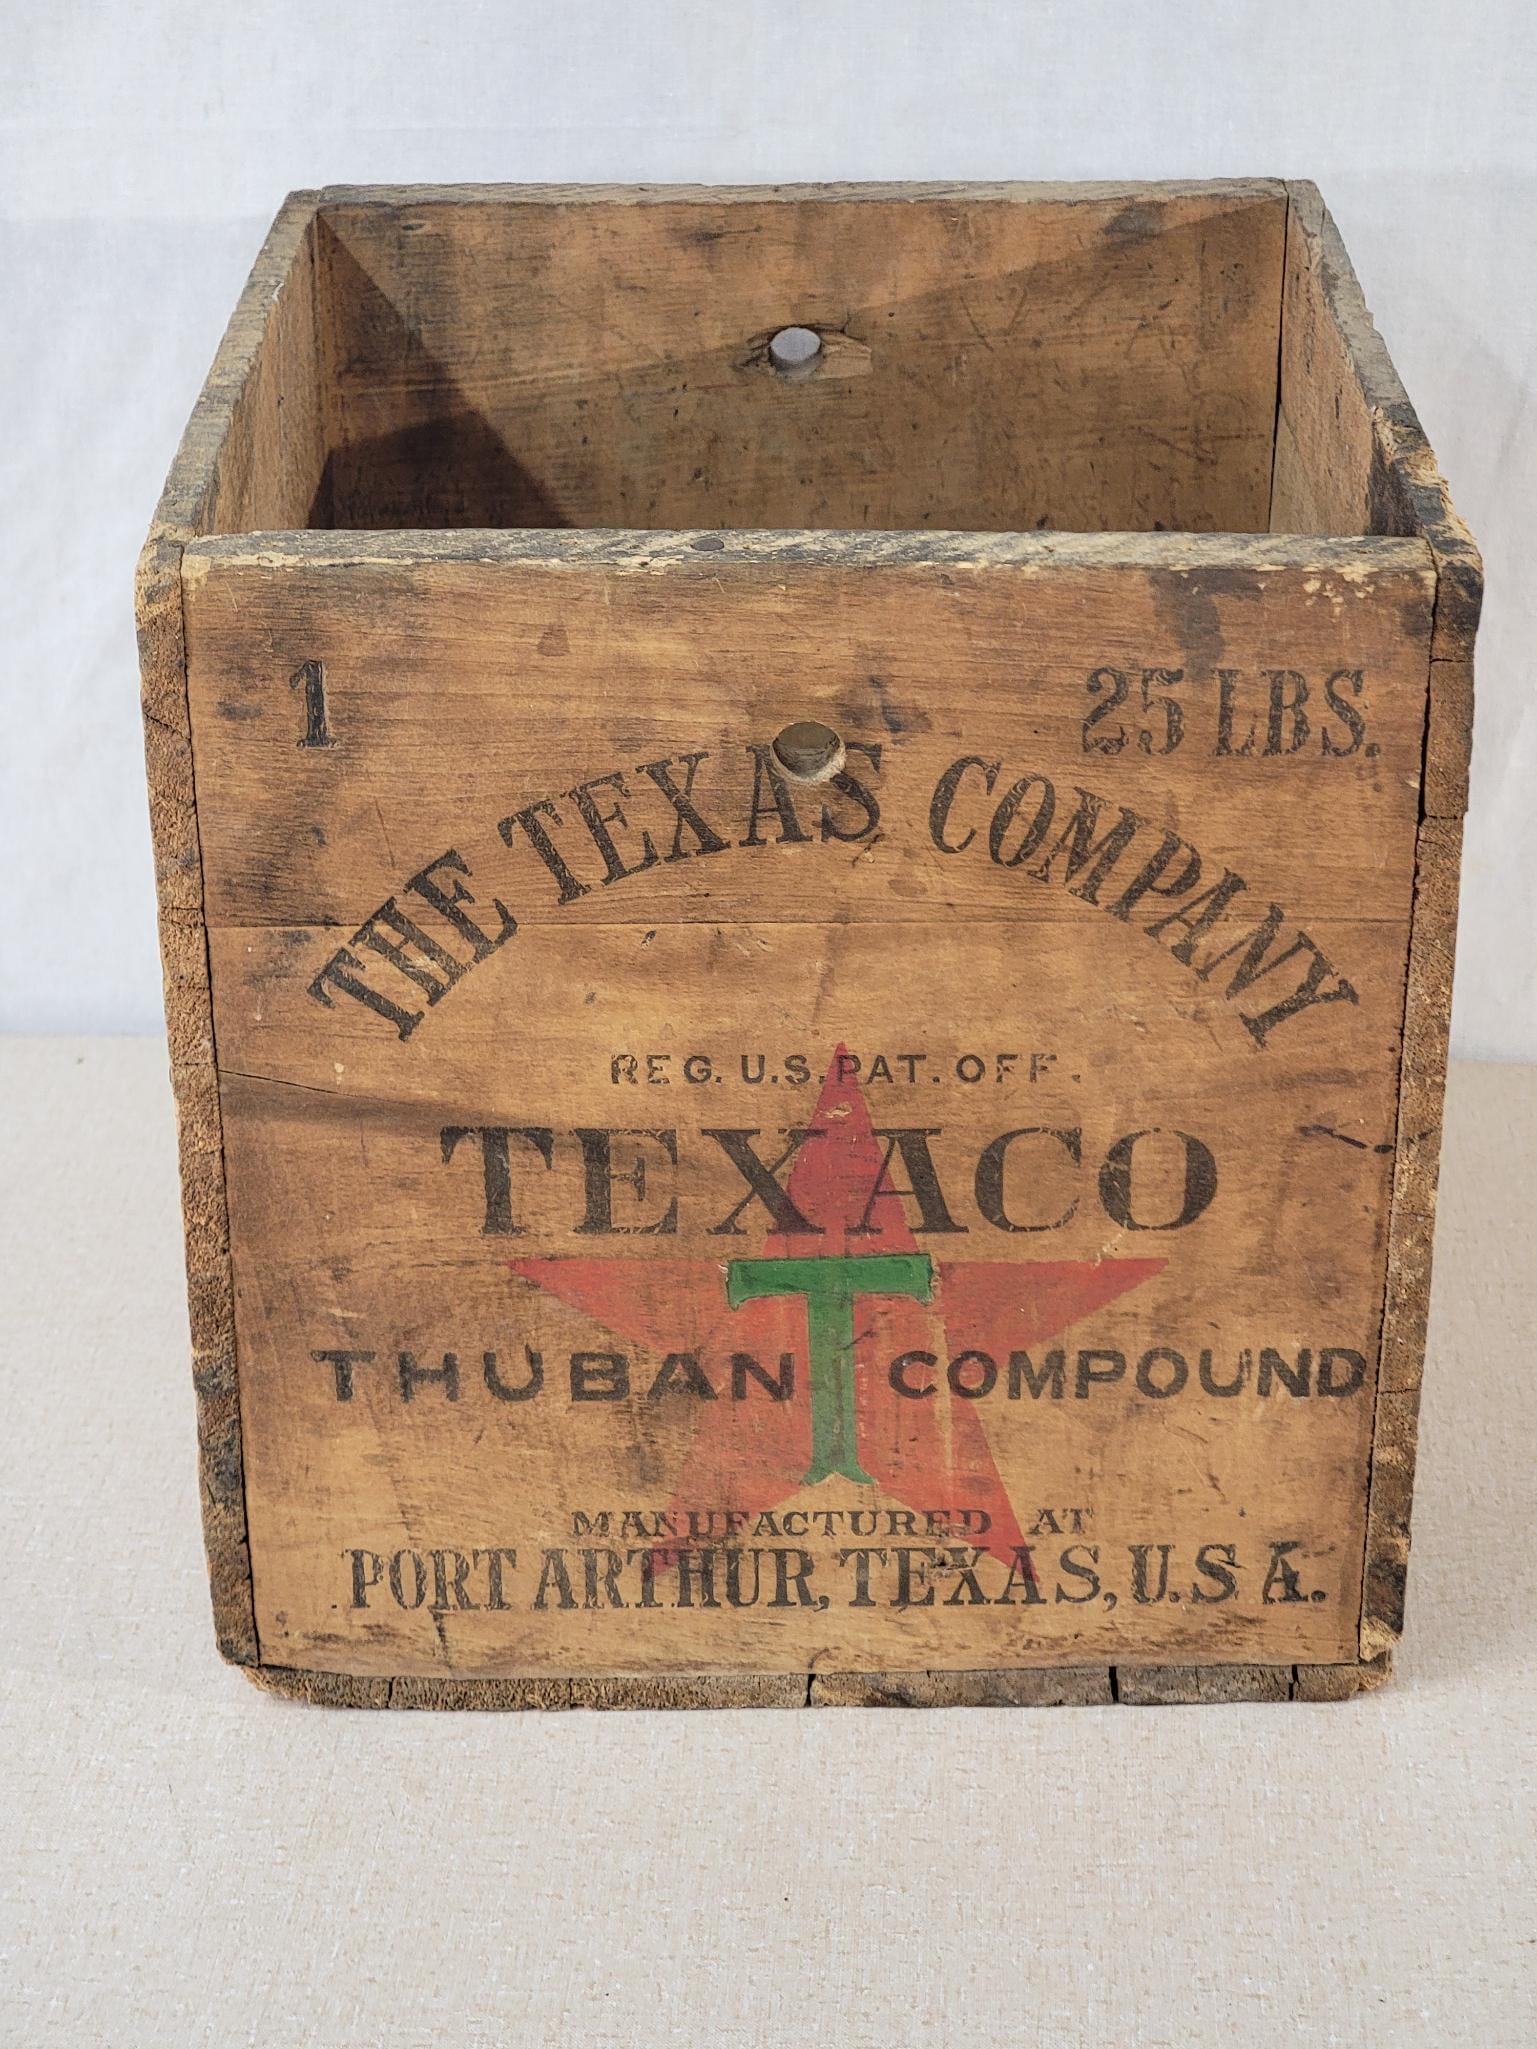 1 25 LBS.
THE TEXAS COMPANY
REG. U.S. PAT. OFF.
TEXACO
T
THUBAN COMPOUND
MANUFACTURED AT
PORT ARTHUR, TEXAS, U.S.A.